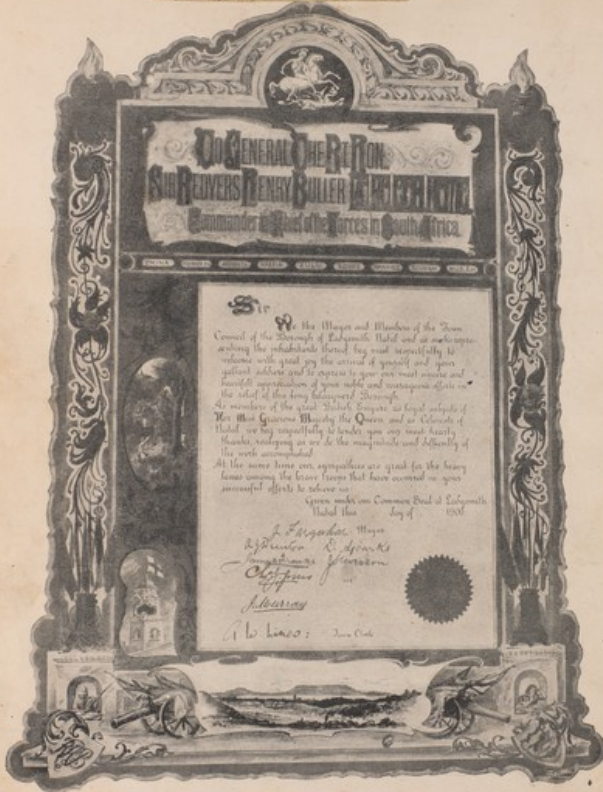 To General The Rt Hon.
Sir Redvers Henry Buller
Commander in Chief of the Forces in South Africa.
Sir
We the Mayor and Members of the Town
Council of the Borough of Ladysmith Natal and as such repre-
senting the inhabitants thereof beg most respectfully to
welcome with great joy the arrival of yourself and your
gallant soldiers and to express to you our most sincere and
heartfelt appreciation of your noble and courageous efforts in
the relief of this long beleaguered Borough.
As members of the great British Empire as loyal subjects of
Her Most Gracious Majesty the Queen and as Colonists of
Natal we beg respectfully to tender you our most hearty
thanks, realizing as we do the magnitude and difficulty of
the work accomplished.
At the same time our sympathies are great for the heavy
losses among the brave troops that have occurred in your
successful efforts to relieve us.
Given under our Common Seal at Ladysmith
Natal this day of 1900.
J. Farquhar Mayor
D. Sparks
Jones
Murray
G. W. Lines: Town Clerk